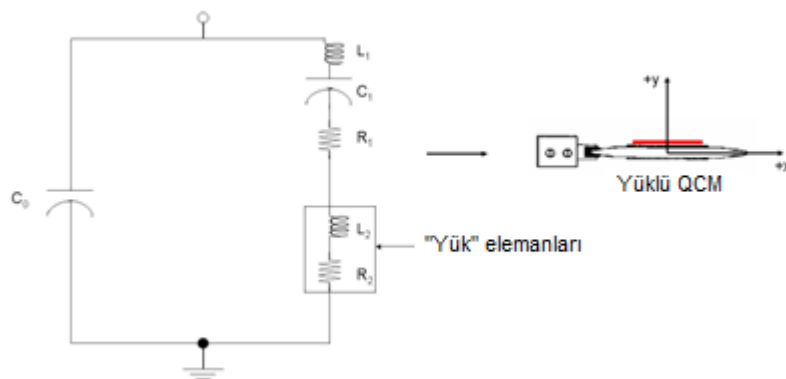 L₁
C₁
R₁
C₀
L₂
R₂
"Yük" elemanları
+y
+x
Yüklü QCM